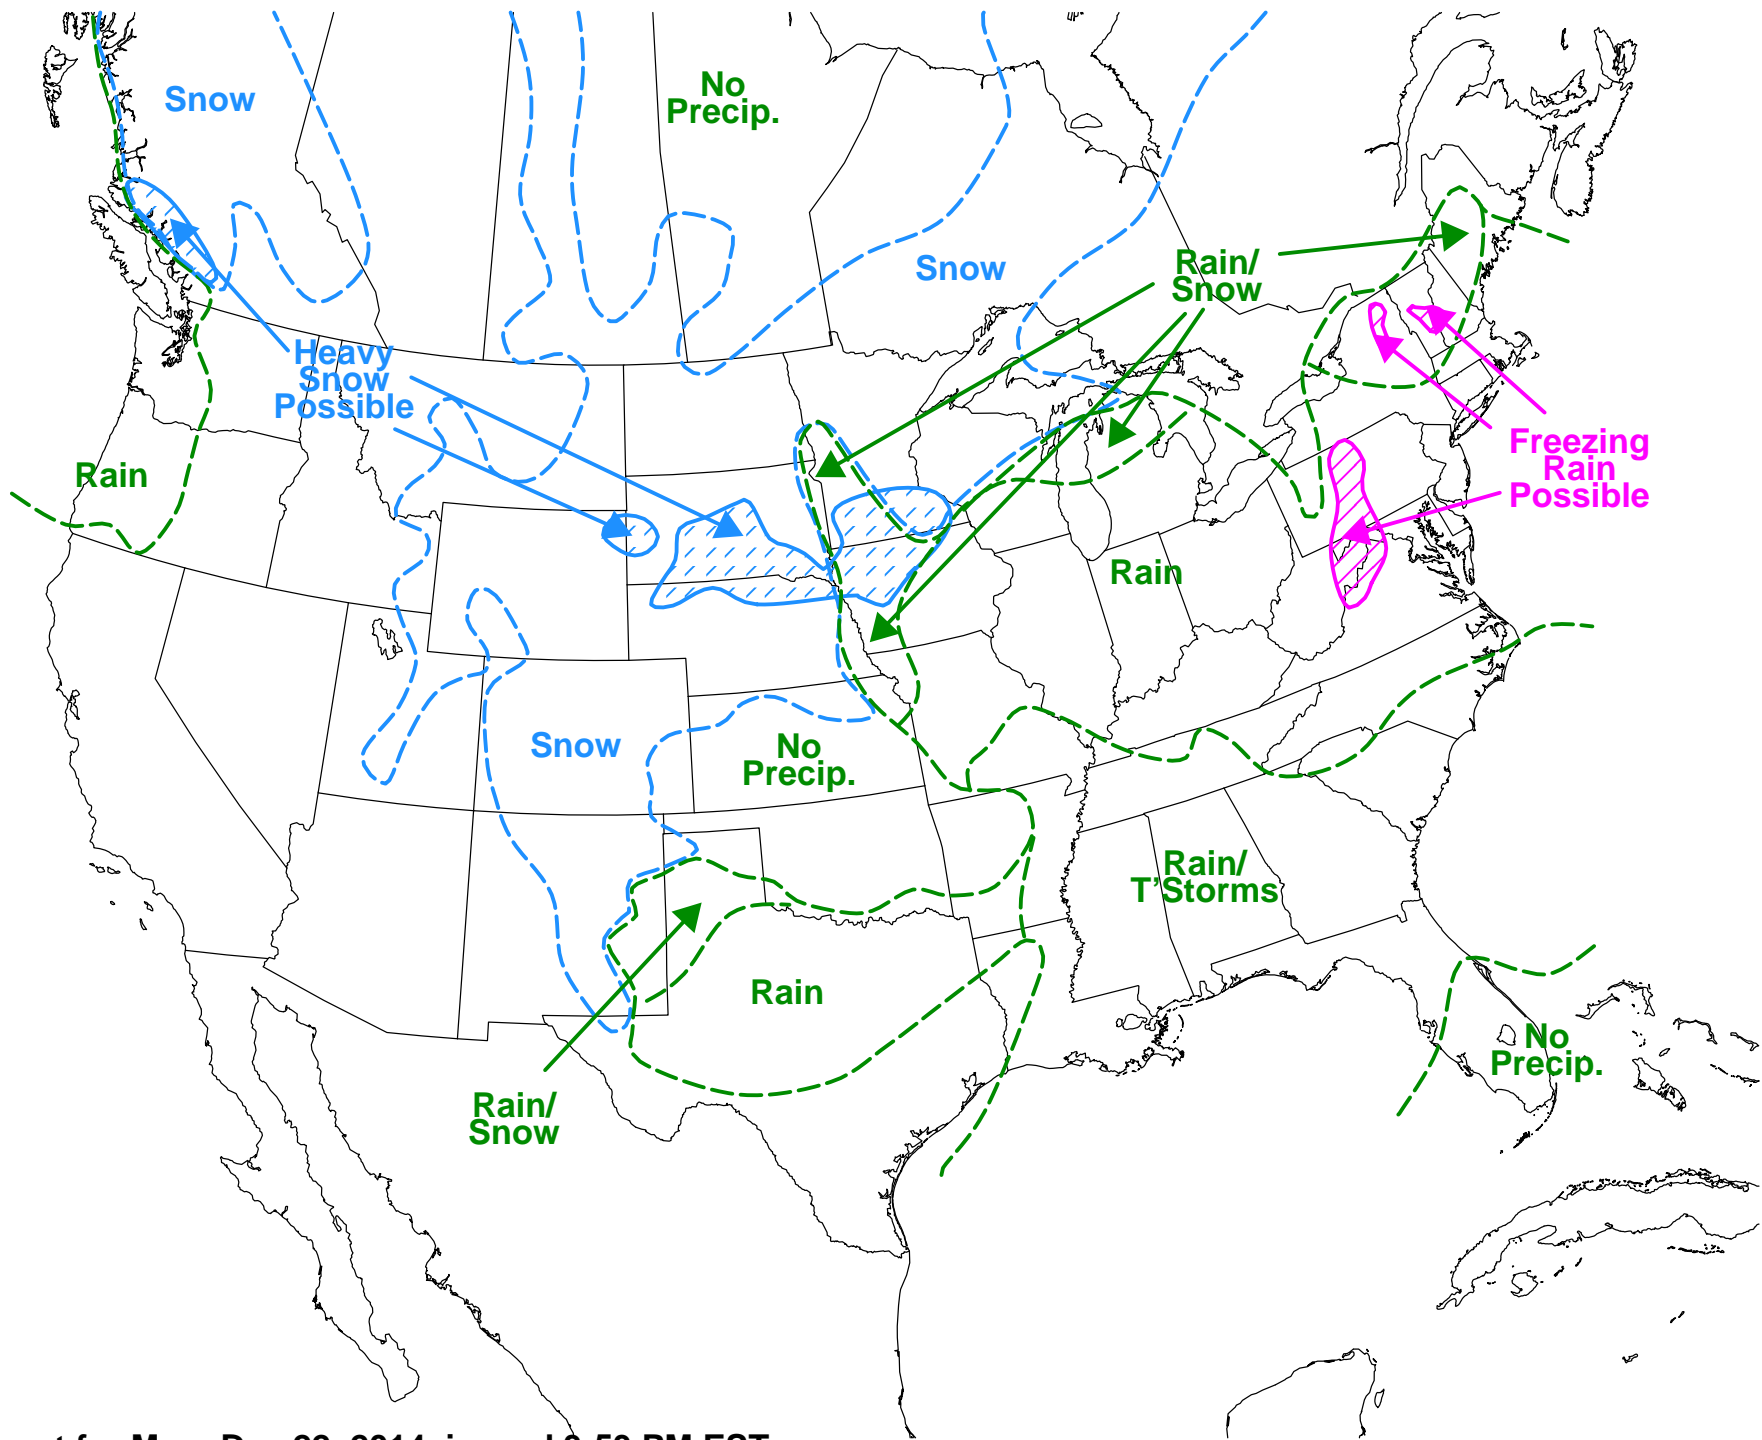 Snow
No
Precip.
Snow
Rain/
Snow
Heavy
Snow
Possible
Rain
Freezing
Rain
Possible
Rain
Snow
No
Precip.
Rain/
T'Storms
Rain
No
Precip.
Rain/
Snow